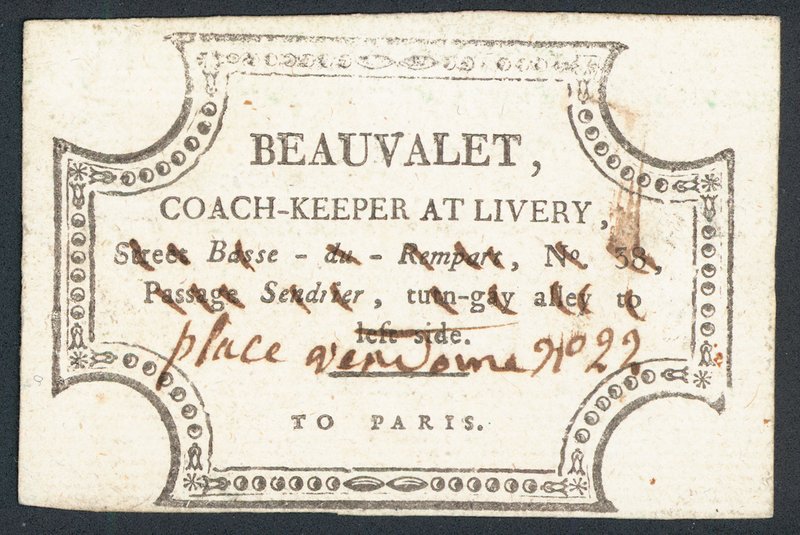 BEAUVALET,
COACH-KEEPER AT LIVERY,
Street Basse - du - Rempart, No 38,
Passage Sendrier, turn-gay alley to
left side.
place vendome No 22
TO PARIS.